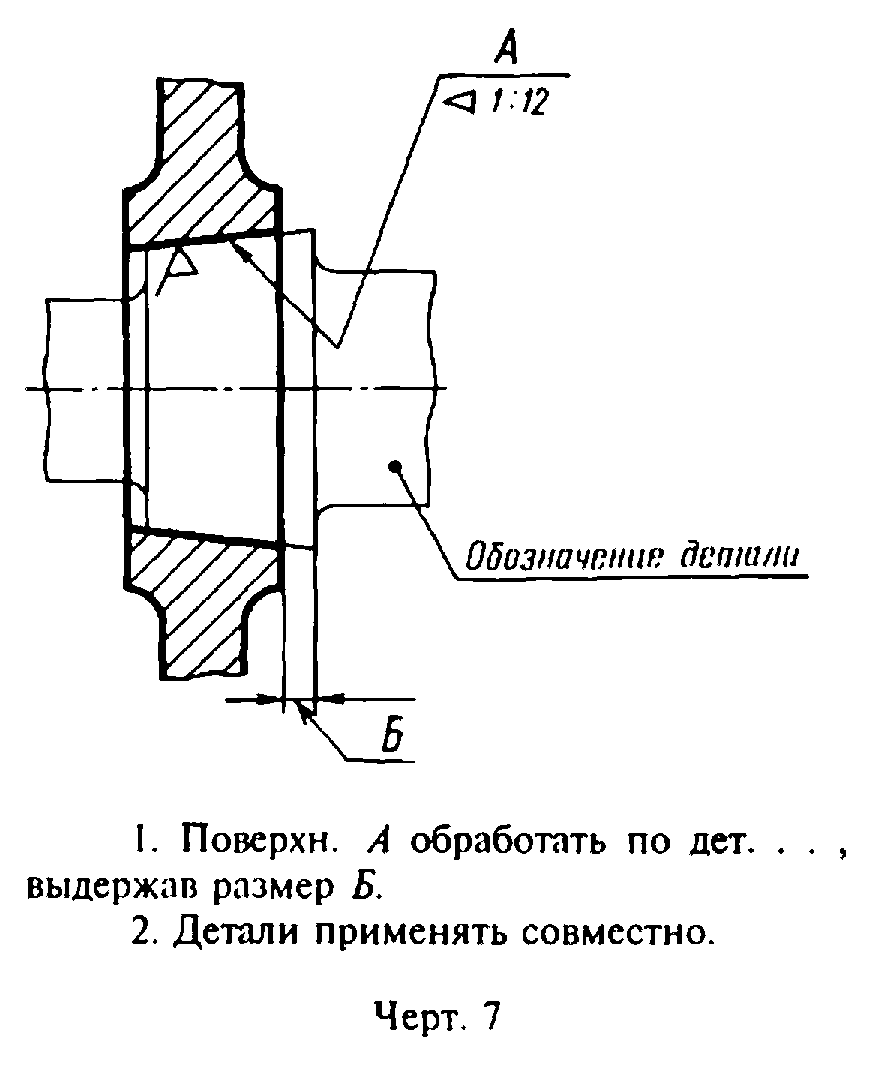 А
1:12
Обозначение детали
Б
1. Поверхн. А обработать по дет. . . . ,
выдержав размер Б.
2. Детали применять совместно.
Черт. 7